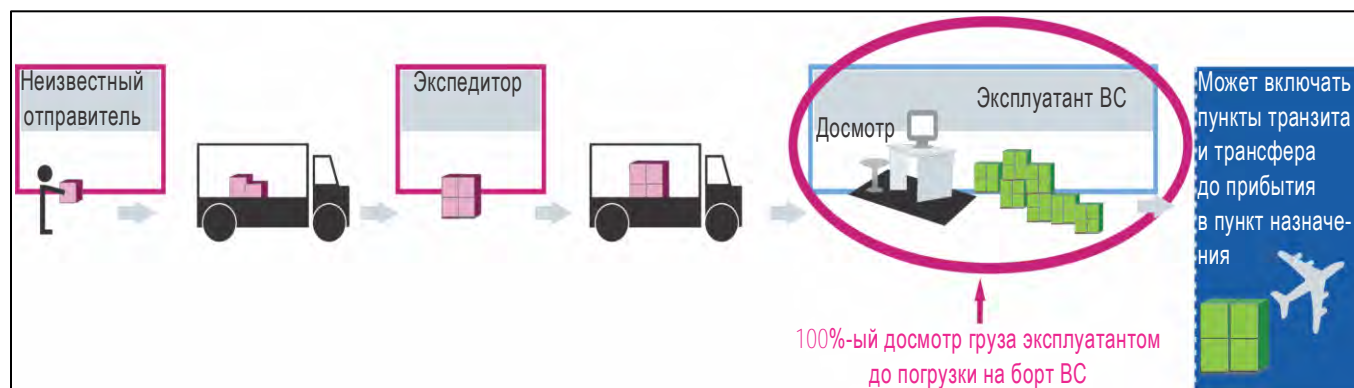 Неизвестный
отправитель
Экспедитор
Эксплуатант ВС
Досмотр
Может включать
пункты транзита
и трансфера
до прибытия
в пункт назначе-
ния
100%-ый досмотр груза эксплуатантом
до погрузки на борт ВС